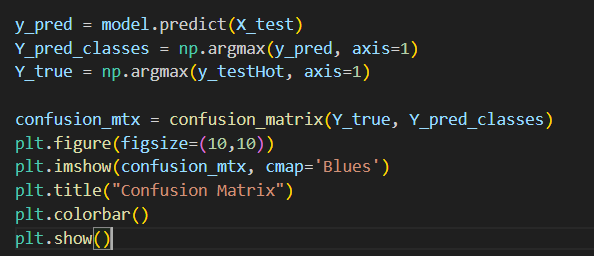 y_pred = model.predict(X_test)
Y_pred_classes = np.argmax(y_pred, axis=1)
Y_true = np.argmax(y_testHot, axis=1)

confusion_mtx = confusion_matrix(Y_true, Y_pred_classes)
plt.figure(figsize=(10,10))
plt.imshow(confusion_mtx, cmap='Blues')
plt.title("Confusion Matrix")
plt.colorbar()
plt.show()